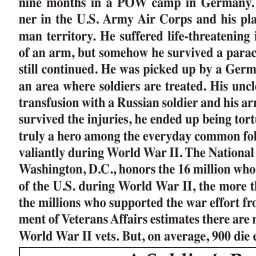 nine months in a POW camp in Germany.
ner in the U.S. Army Air Corps and his pla
man territory. He suffered life-threatening i
of an arm, but somehow he survived a parac
still continued. He was picked up by a Germ
an area where soldiers are treated. His uncl
transfusion with a Russian soldier and his ar
survived the injuries, he ended up being tort
truly a hero among the everyday common fol
valiantly during World War II. The National
Washington, D.C., honors the 16 million who
of the U.S. during World War II, the more t
the millions who supported the war effort fro
ment of Veterans Affairs estimates there are
World War II vets. But, on average, 900 die